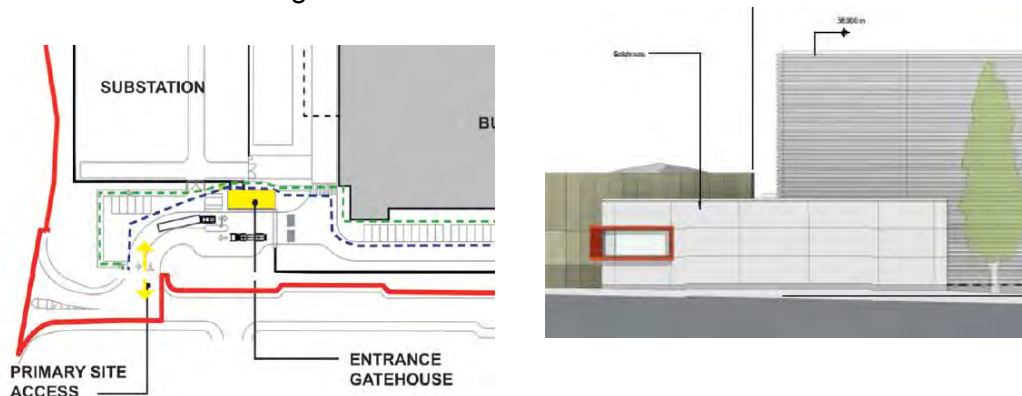 SUBSTATION
BU
ENTRANCE
GATEHOUSE
PRIMARY SITE
ACCESS
Gatehouse